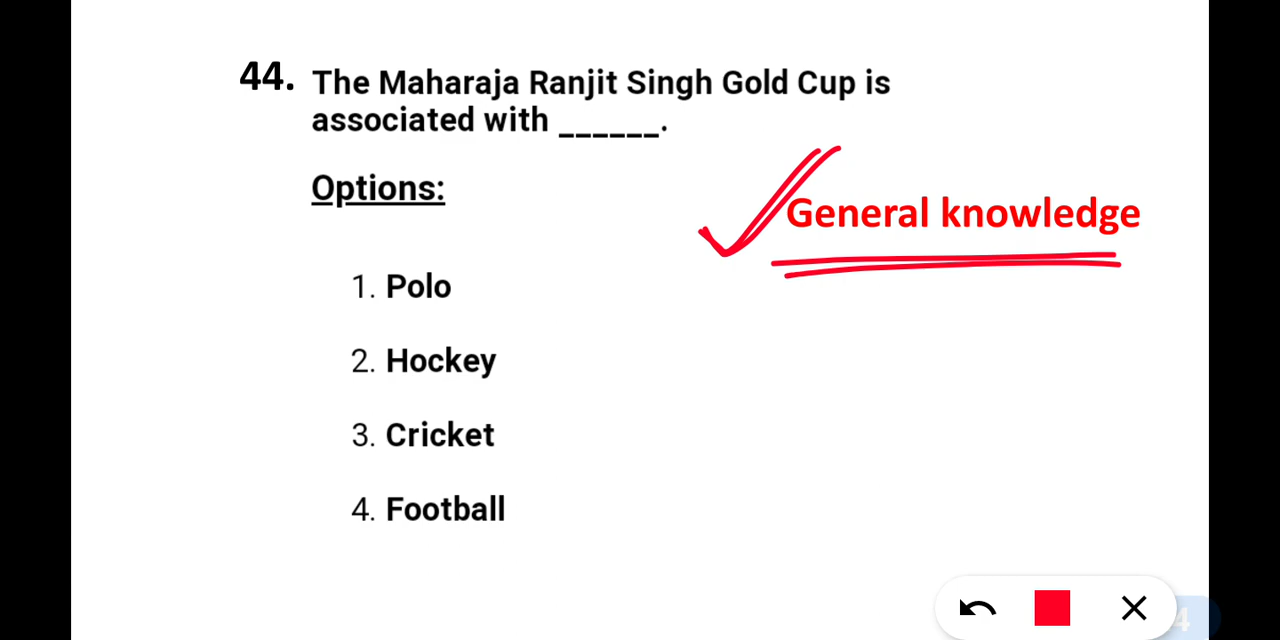 44. The Maharaja Ranjit Singh Gold Cup is
associated with ______.
Options:
General knowledge
1. Polo
2. Hockey
3. Cricket
4. Football
4